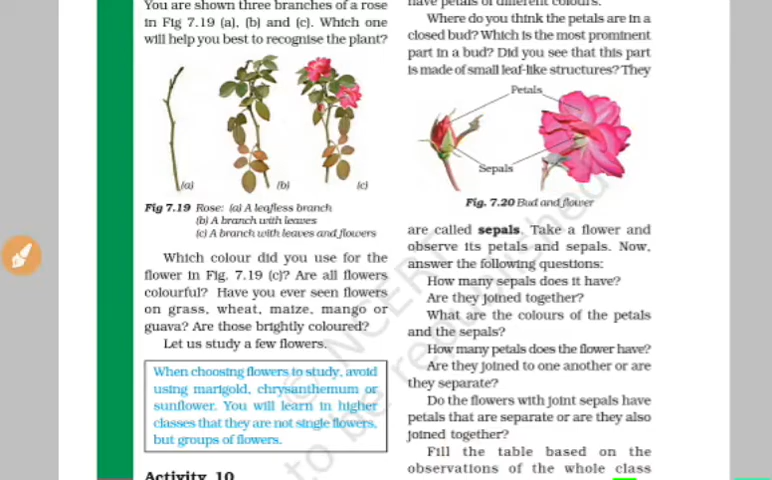 You are shown three branches of a rose
in Fig 7.19 (a), (b) and (c). Which one
will help you best to recognise the plant?
(a)
(b)
(c)
Fig 7.19 Rose: (a) A leafless branch
(b) A branch with leaves
(c) A branch with leaves and flowers
Which colour did you use for the
flower in Fig. 7.19 (c)? Are all flowers
colourful? Have you ever seen flowers
on grass, wheat, maize, mango or
guava? Are those brightly coloured?
Let us study a few flowers.
When choosing flowers to study, avoid
using marigold, chrysanthemum or
sunflower. You will learn in higher
classes that they are not single flowers,
but groups of flowers.
Activity 10
have petals of different colours.
Where do you think the petals are in a
closed bud? Which is the most prominent
part in a bud? Did you see that this part
is made of small leaf-like structures? They
Petals
Sepals
Fig. 7.20 Bud and flower
are called sepals. Take a flower and
observe its petals and sepals. Now,
answer the following questions:
How many sepals does it have?
Are they joined together?
What are the colours of the petals
and the sepals?
How many petals does the flower have?
Are they joined to one another or are
they separate?
Do the flowers with joint sepals have
petals that are separate or are they also
joined together?
Fill the table based on the
observations of the whole class
© NCERT
to be republished